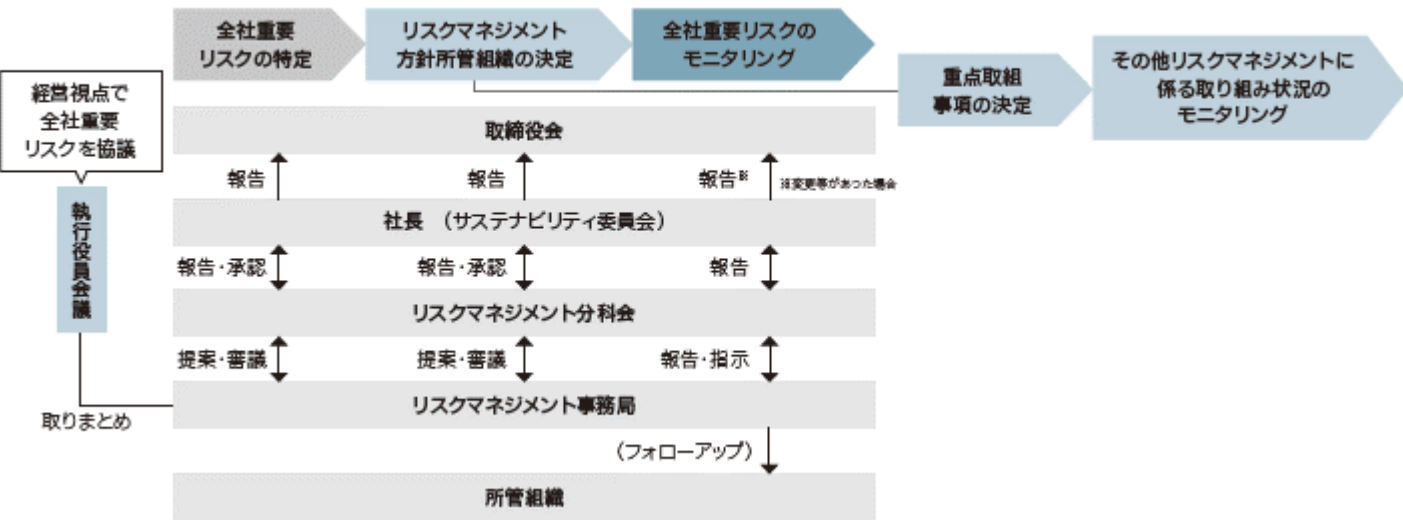 全社重要
リスクの特定
リスクマネジメント
方針所管組織の決定
全社重要リスクの
モニタリング
重点取組
事項の決定
その他リスクマネジメントに
係る取り組み状況の
モニタリング
経営視点で
全社重要
リスクを協議
執行役員会議
取りまとめ
取締役会
報告
報告
報告※
※変更等があった場合
社長 （サステナビリティ委員会）
報告・承認
報告・承認
報告
リスクマネジメント分科会
提案・審議
提案・審議
報告・指示
リスクマネジメント事務局
（フォローアップ）
所管組織